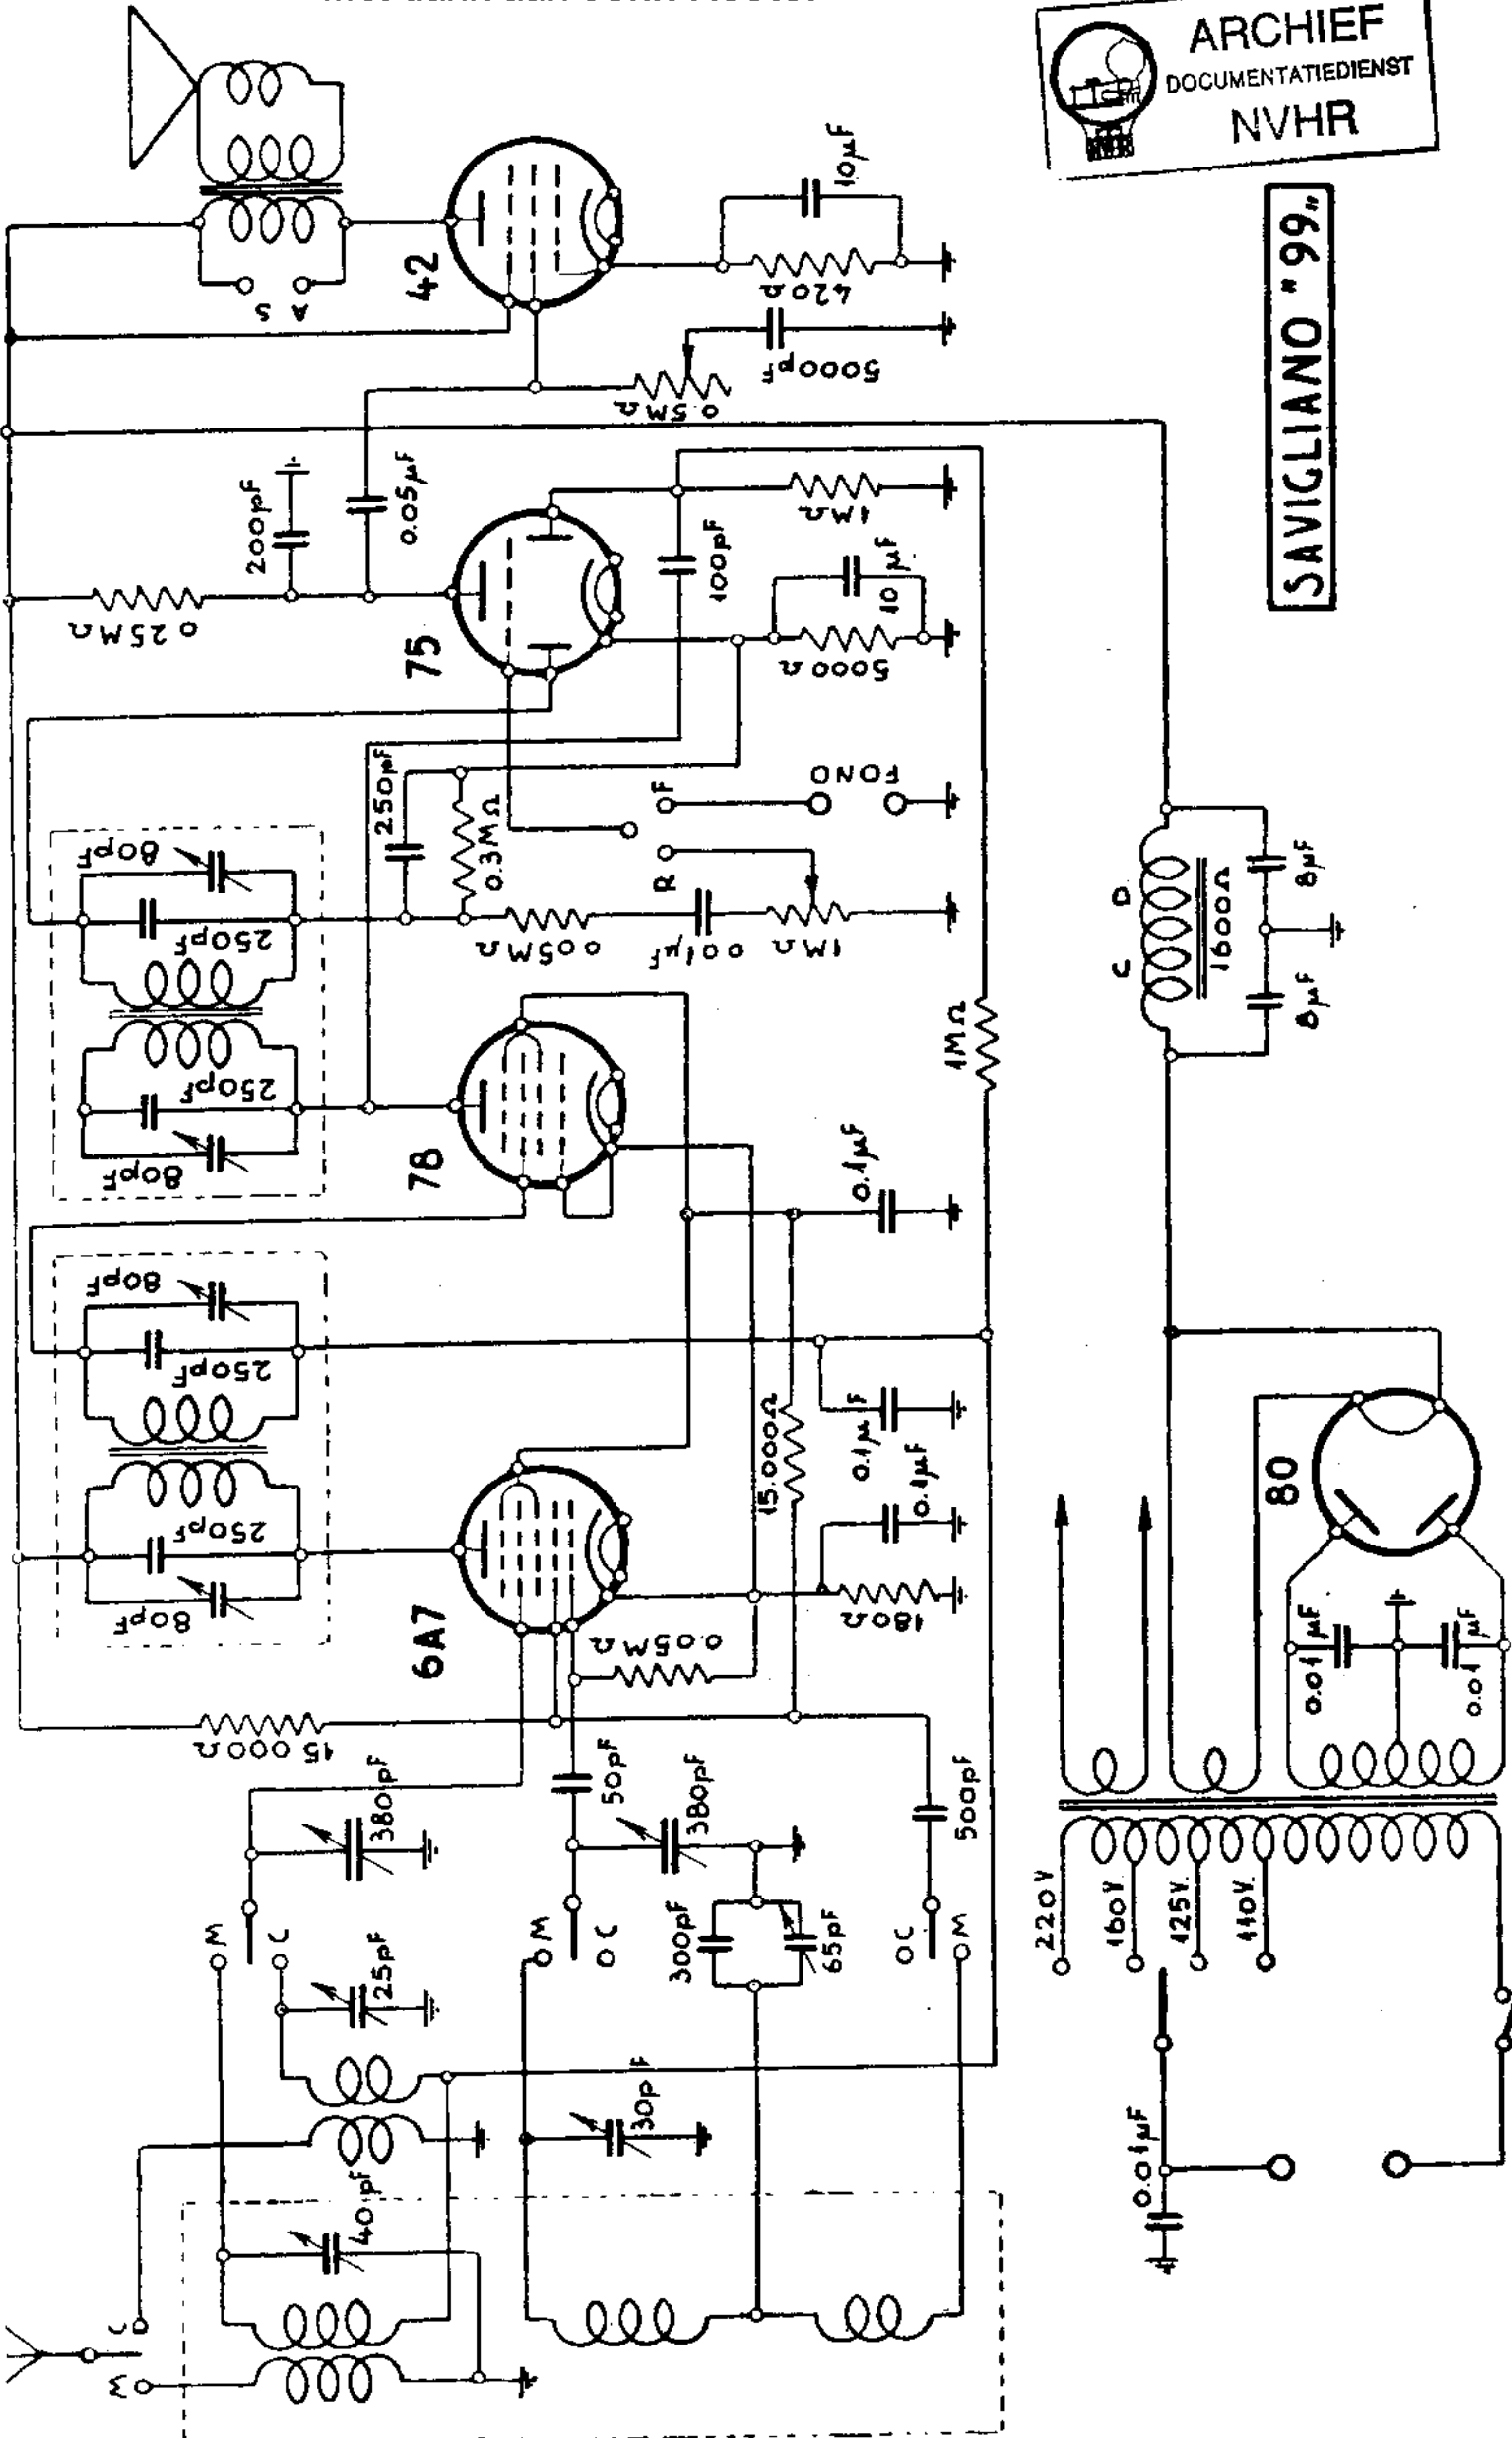 ARCHIEF
DOCUMENTATIEDIENST
NVHR
SAVIGLIANO "99"
42
A S
10µF
420Ω
5000pF
0.5MΩ
0.05µF
200pF
0.25MΩ
75
100pF
1MΩ
10µF
5000Ω
250pF
0.3MΩ
R
F
FONO
0.05MΩ
0.01µF
1MΩ
80pF
250pF
250pF
80pF
78
0.1µF
1MΩ
C D
1600Ω
8µF
8µF
80pF
250pF
250pF
80pF
6A7
0.1µF
0.1µF
15.000Ω
180Ω
0.05MΩ
80
0.01µF
0.01µF
15000Ω
380pF
50pF
380pF
500pF
M
C
25pF
M
C
300pF
65pF
C
M
30pF
40pF
C
M
220V
160V
125V.
110V.
0.01µF